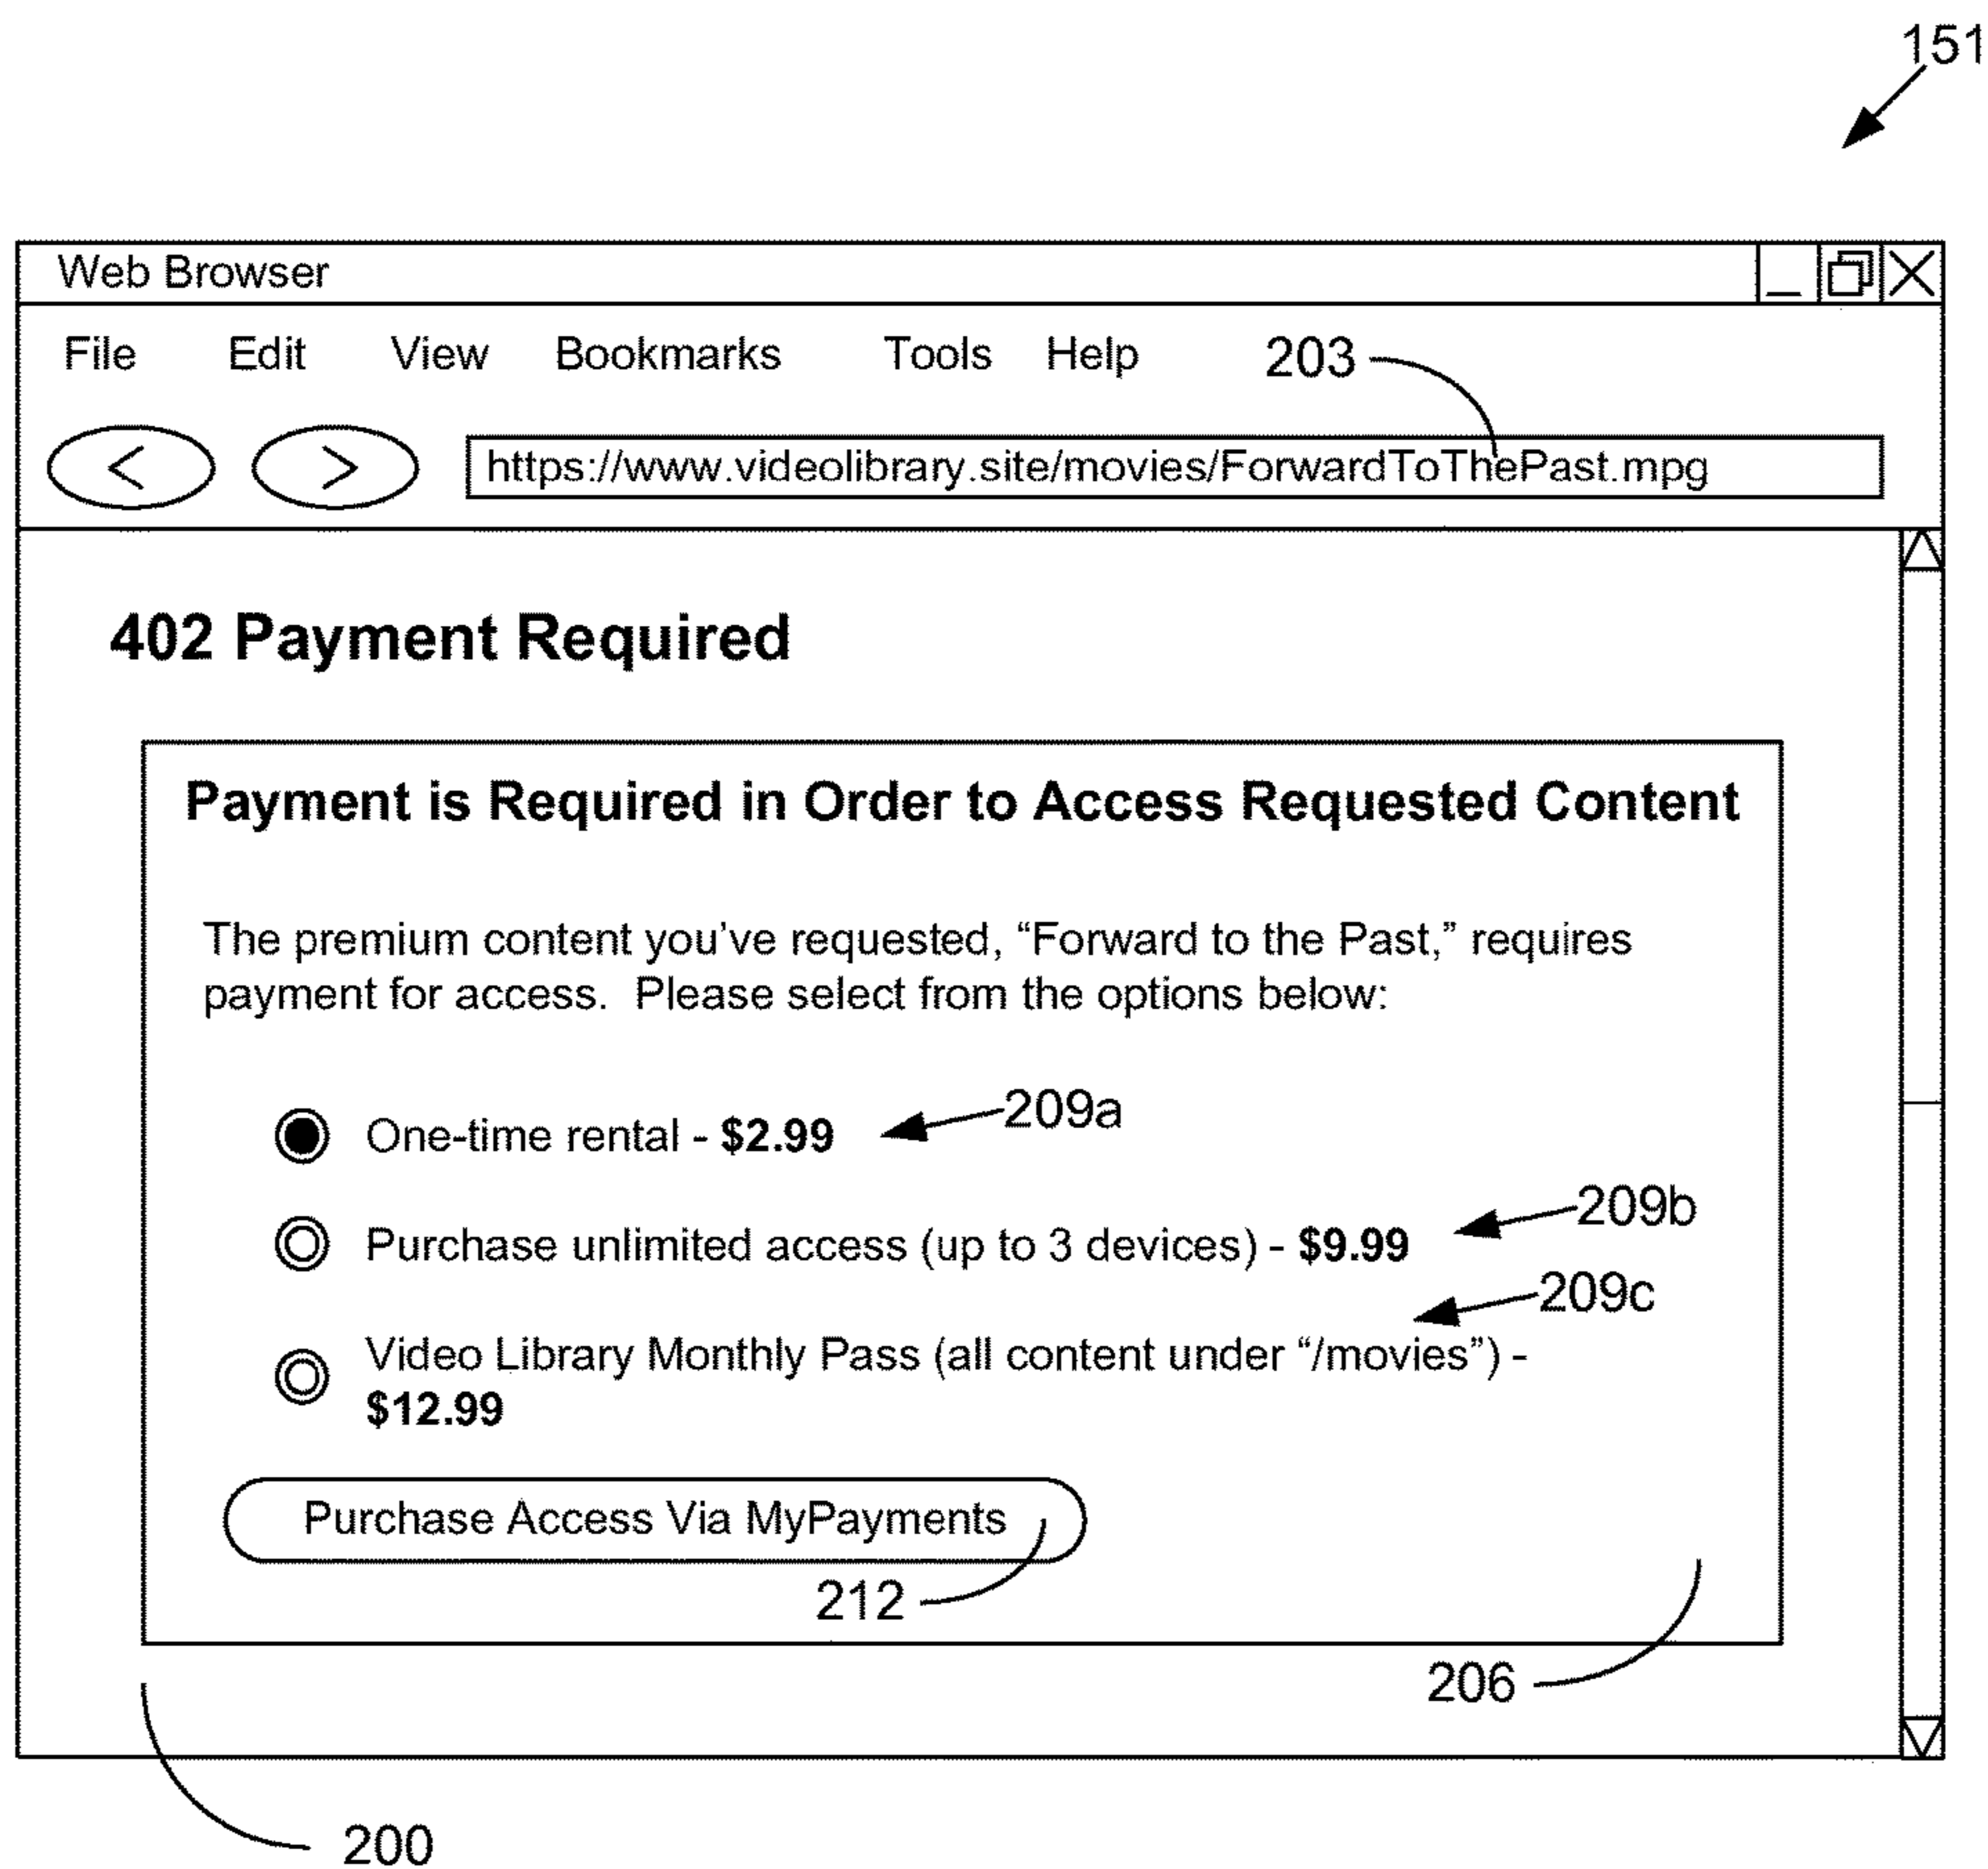 151
Web Browser
File Edit View Bookmarks Tools Help 203
< > https://www.videolibrary.site/movies/ForwardToThePast.mpg
402 Payment Required
Payment is Required in Order to Access Requested Content
The premium content you’ve requested, “Forward to the Past,” requires
payment for access. Please select from the options below:
One-time rental - $2.99 209a
Purchase unlimited access (up to 3 devices) - $9.99 209b
209c
Video Library Monthly Pass (all content under “/movies”) -
$12.99
Purchase Access Via MyPayments
212
206
200